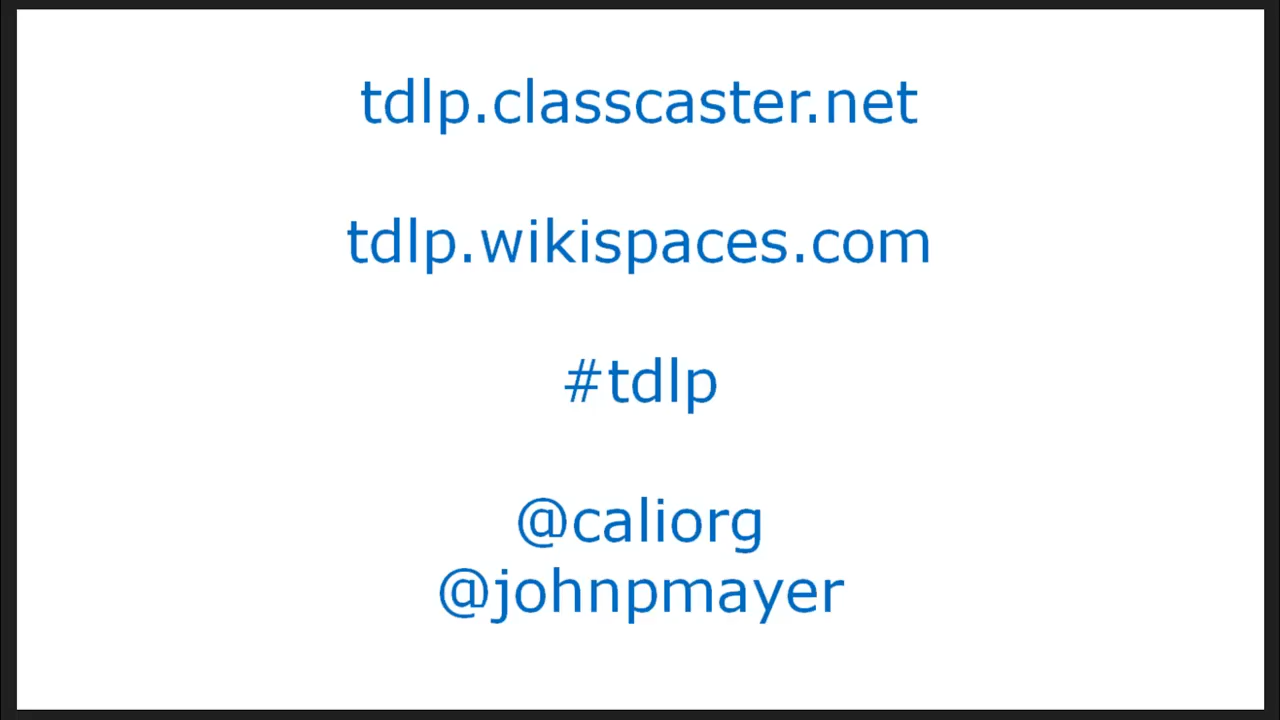 tdlp.classcaster.net
tdlp.wikispaces.com
#tdlp
@caliorg
@johnpmayer